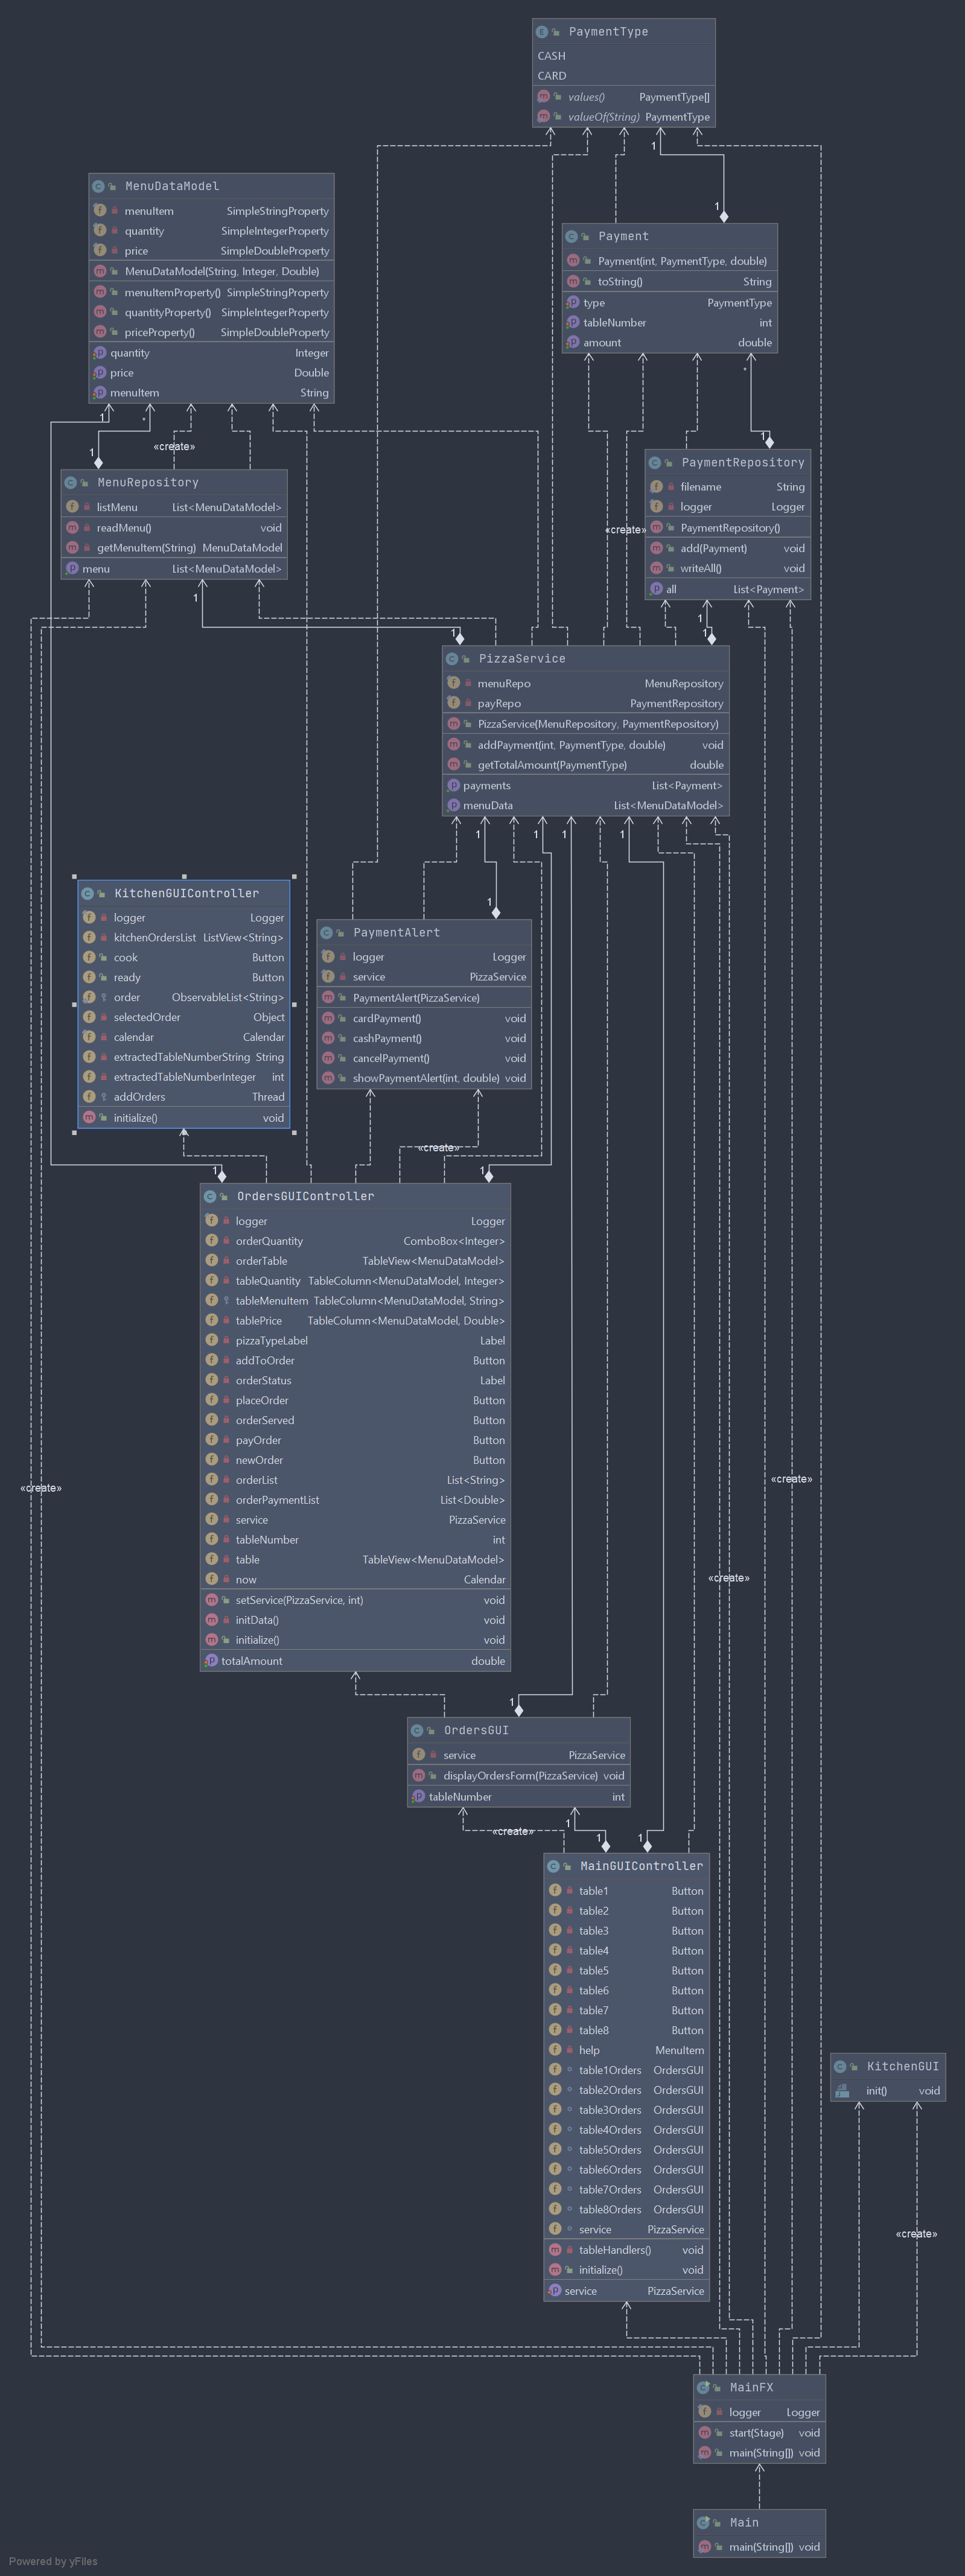 PaymentType
CASH
CARD
values() PaymentType[]
valueOf(String) PaymentType
1
1
MenuDataModel
menuItem SimpleStringProperty
quantity SimpleIntegerProperty
price SimpleDoubleProperty
MenuDataModel(String, Integer, Double)
menuItemProperty() SimpleStringProperty
quantityProperty() SimpleIntegerProperty
priceProperty() SimpleDoubleProperty
quantity Integer
price Double
menuItem String
Payment
Payment(int, PaymentType, double)
toString() String
type PaymentType
tableNumber int
amount double
1
*
*
1
1
«create»
«create»
MenuRepository
listMenu List<MenuDataModel>
readMenu() void
getMenuItem(String) MenuDataModel
menu List<MenuDataModel>
PaymentRepository
filename String
logger Logger
PaymentRepository()
add(Payment) void
writeAll() void
all List<Payment>
1
1
1
1
PizzaService
menuRepo MenuRepository
payRepo PaymentRepository
PizzaService(MenuRepository, PaymentRepository)
addPayment(int, PaymentType, double) void
getTotalAmount(PaymentType) double
payments List<Payment>
menuData List<MenuDataModel>
1
1
1
1
1
KitchenGUIController
logger Logger
kitchenOrdersList ListView<String>
cook Button
ready Button
order ObservableList<String>
selectedOrder Object
calendar Calendar
extractedTableNumberString String
extractedTableNumberInteger int
addOrders Thread
initialize() void
PaymentAlert
logger Logger
service PizzaService
PaymentAlert(PizzaService)
cardPayment() void
cashPayment() void
cancelPayment() void
showPaymentAlert(int, double) void
«create»
1
1
OrdersGUIController
logger Logger
orderQuantity ComboBox<Integer>
orderTable TableView<MenuDataModel>
tableQuantity TableColumn<MenuDataModel, Integer>
tableMenuItem TableColumn<MenuDataModel, String>
tablePrice TableColumn<MenuDataModel, Double>
pizzaTypeLabel Label
addToOrder Button
orderStatus Label
placeOrder Button
orderServed Button
payOrder Button
newOrder Button
orderList List<String>
orderPaymentList List<Double>
service PizzaService
tableNumber int
table TableView<MenuDataModel>
now Calendar
setService(PizzaService, int) void
initData() void
initialize() void
totalAmount double
«create»
«create»
«create»
1
OrdersGUI
service PizzaService
displayOrdersForm(PizzaService) void
tableNumber int
«create»
1
1
1
MainGUIController
table1 Button
table2 Button
table3 Button
table4 Button
table5 Button
table6 Button
table7 Button
table8 Button
help MenuItem
table1Orders OrdersGUI
table2Orders OrdersGUI
table3Orders OrdersGUI
table4Orders OrdersGUI
table5Orders OrdersGUI
table6Orders OrdersGUI
table7Orders OrdersGUI
table8Orders OrdersGUI
service PizzaService
tableHandlers() void
initialize() void
service PizzaService
KitchenGUI
init() void
«create»
MainFX
logger Logger
start(Stage) void
main(String[]) void
Main
main(String[]) void
Powered by yFiles